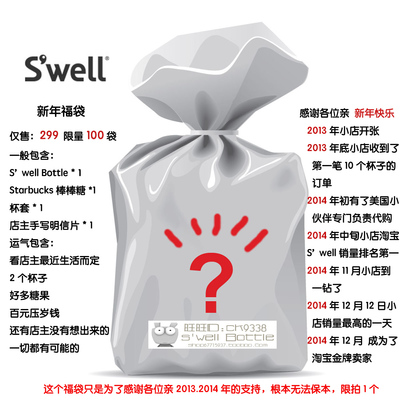 S'well®
新年福袋
仅售：299 限量 100 袋
一般包含：
S' well Bottle * 1
Starbucks 棒棒糖 * 1
杯套 * 1
店主手写明信片 * 1
运气包含：
看店主最近生活而定
2 个杯子
好多糖果
百元压岁钱
还有店主没有想出来的
一切都有可能的
感谢各位亲 新年快乐
2013 年小店开张
2013 年底小店收到了
第一笔 10 个杯子的
订单
2014 年初有了美国小
伙伴专门负责代购
2014 年中旬小店淘宝
S' well 销量排名第一
2014 年 11 月小店到
一钻了
2014 年 12 月 12 日小
店销量最高的一天
2014 年 12 月 成为了
淘宝金牌卖家
?
旺旺ID:ch9338
S'well Bottle
这个福袋只是为了感谢各位亲 2013.2014 年的支持，根本无法保本，限拍 1 个